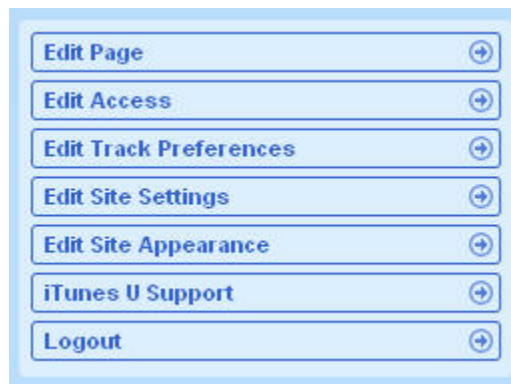 Edit Page
Edit Access
Edit Track Preferences
Edit Site Settings
Edit Site Appearance
iTunes U Support
Logout